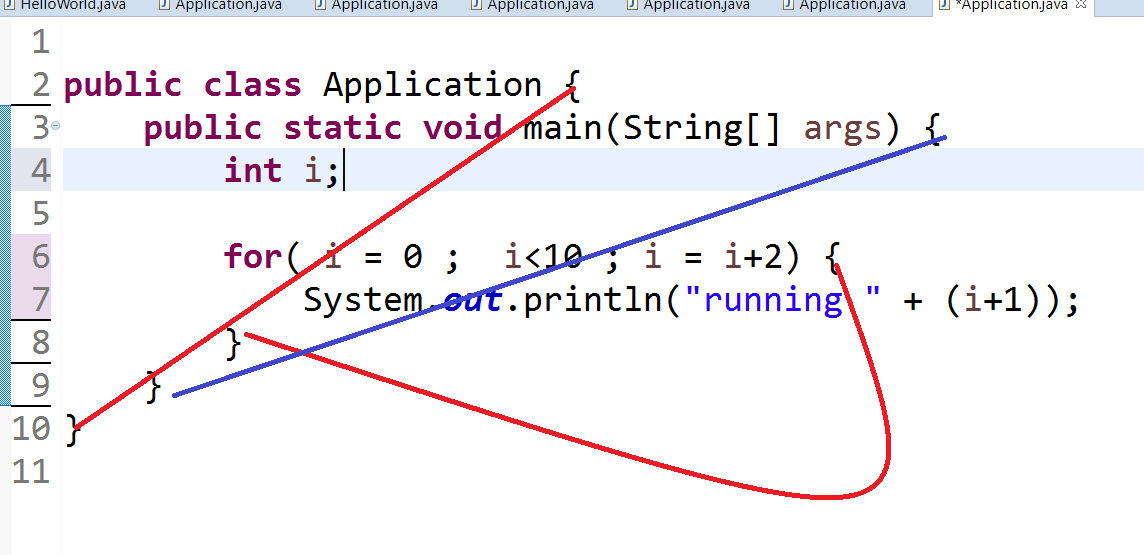 HelloWorld.java Application.java Application.java Application.java Application.java Application.java *Application.java
1
2 public class Application {
3 public static void main(String[] args) {
4 int i;
5
6 for( i = 0 ; i<10 ; i = i+2) {
7 System.out.println("running " + (i+1));
8 }
9 }
10 }
11